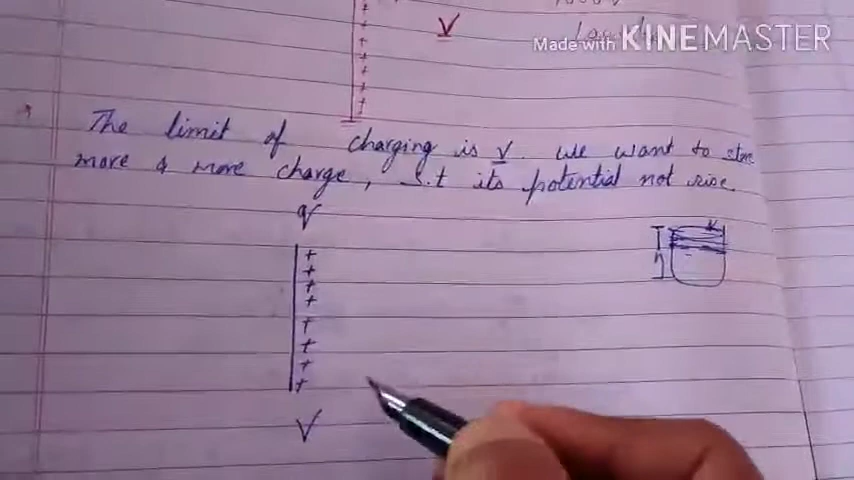 V
Made with KINEMASTER
The limit of charging is V. we want to store
more & more charge, S.t its potential not rise.
q
+
+
+
+
+
+
+
+
V